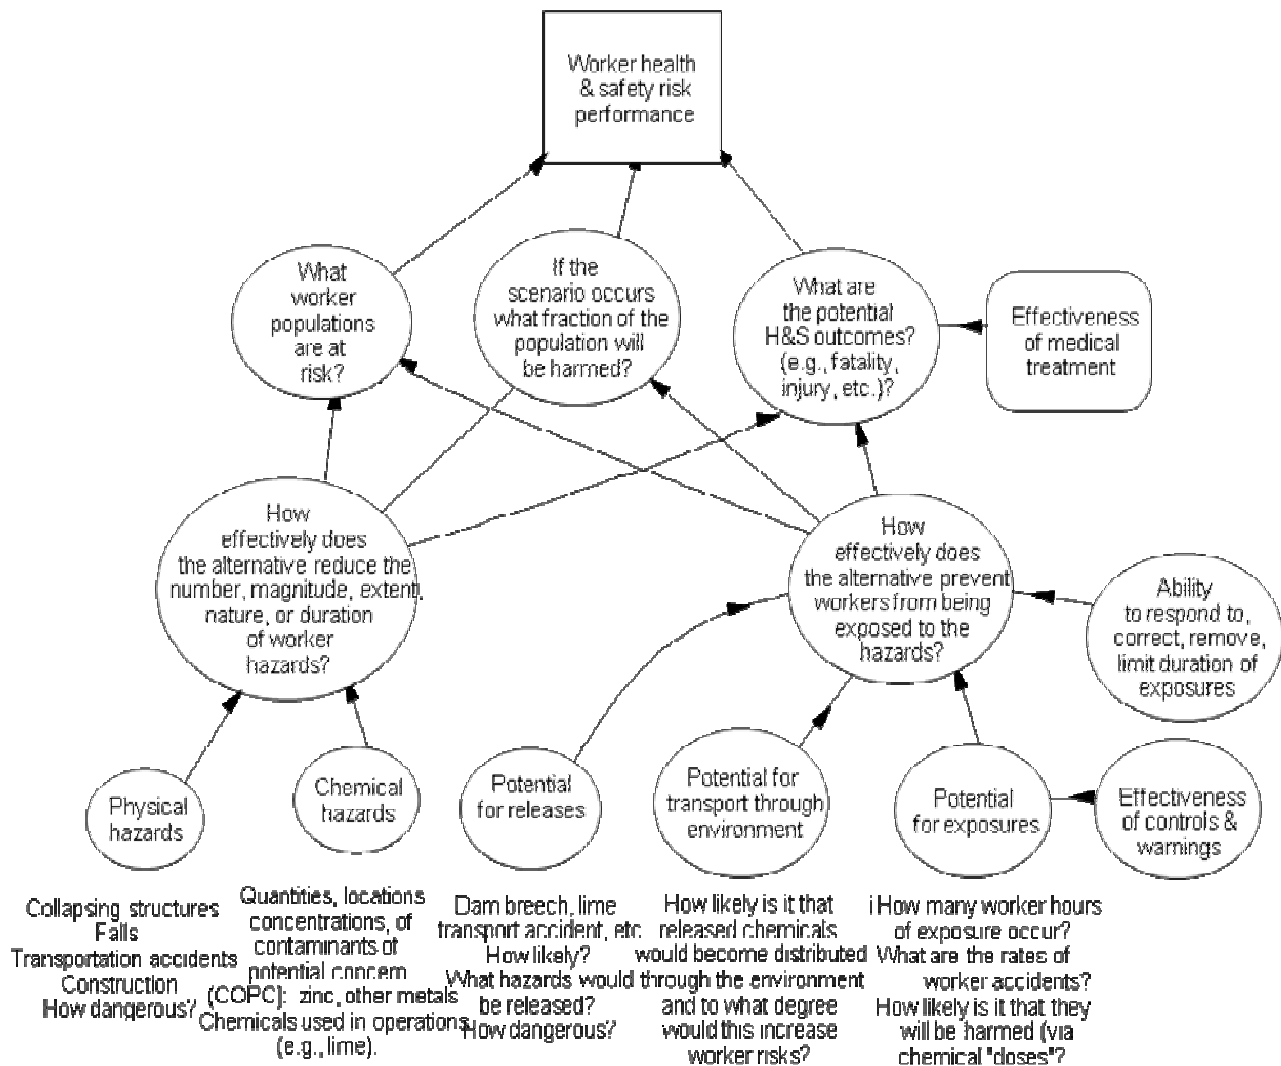 Worker health
& safety risk
performance
What
worker
populations
are at
risk?
If the
scenario occurs
what fraction of the
population will
be harmed?
What are
the potential
H&S outcomes?
(e.g., fatality,
injury, etc.)?
Effectiveness
of medical
treatment
How
effectively does
the alternative reduce the
number, magnitude, extent,
nature, or duration
of worker
hazards?
How
effectively does
the alternative prevent
workers from being
exposed to the
hazards?
Ability
to respond to,
correct, remove,
limit duration of
exposures
Physical
hazards
Chemical
hazards
Potential
for releases
Potential for
transport through
environment
Potential
for exposures
Effectiveness
of controls &
warnings
Collapsing structures
Falls
Transportation accidents
Construction
How dangerous?
Quantities, locations
concentrations, of
contaminants of
potential concern
(COPC): zinc, other metals
Chemicals used in operations
(e.g., lime).
Dam breech, lime
transport accident, etc
How likely?
What hazards would
be released?
How dangerous?
How likely is it that
released chemicals
would become distributed
through the environment
and to what degree
would this increase
worker risks?
i How many worker hours
of exposure occur?
What are the rates of
worker accidents?
How likely is it that they
will be harmed (via
chemical "doses"?